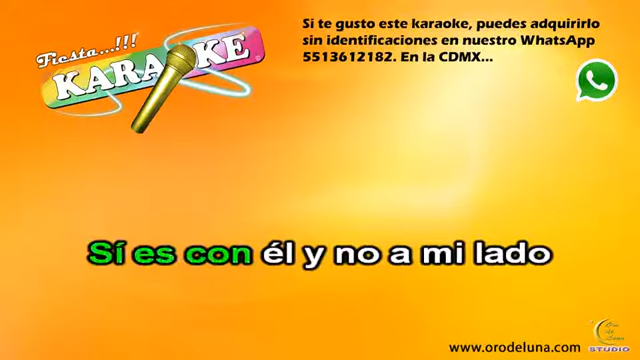 Si te gusto este karaoke, puedes adquirirlo
sin identificaciones en nuestro WhatsApp
5513612182. En la CDMX...
Fiesta...!!!
KARAOKE
Sí es con él y no a mi lado
www.orodeluna.com
STUDIO